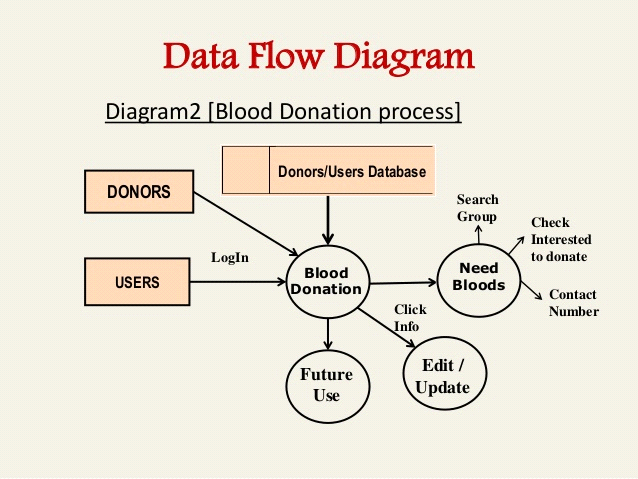 Data Flow Diagram
Diagram2 [Blood Donation process]
Donors/Users Database
DONORS
Search
Group
Check
Interested
to donate
LogIn
USERS
Blood
Donation
Need
Bloods
Contact
Number
Click
Info
Future
Use
Edit /
Update